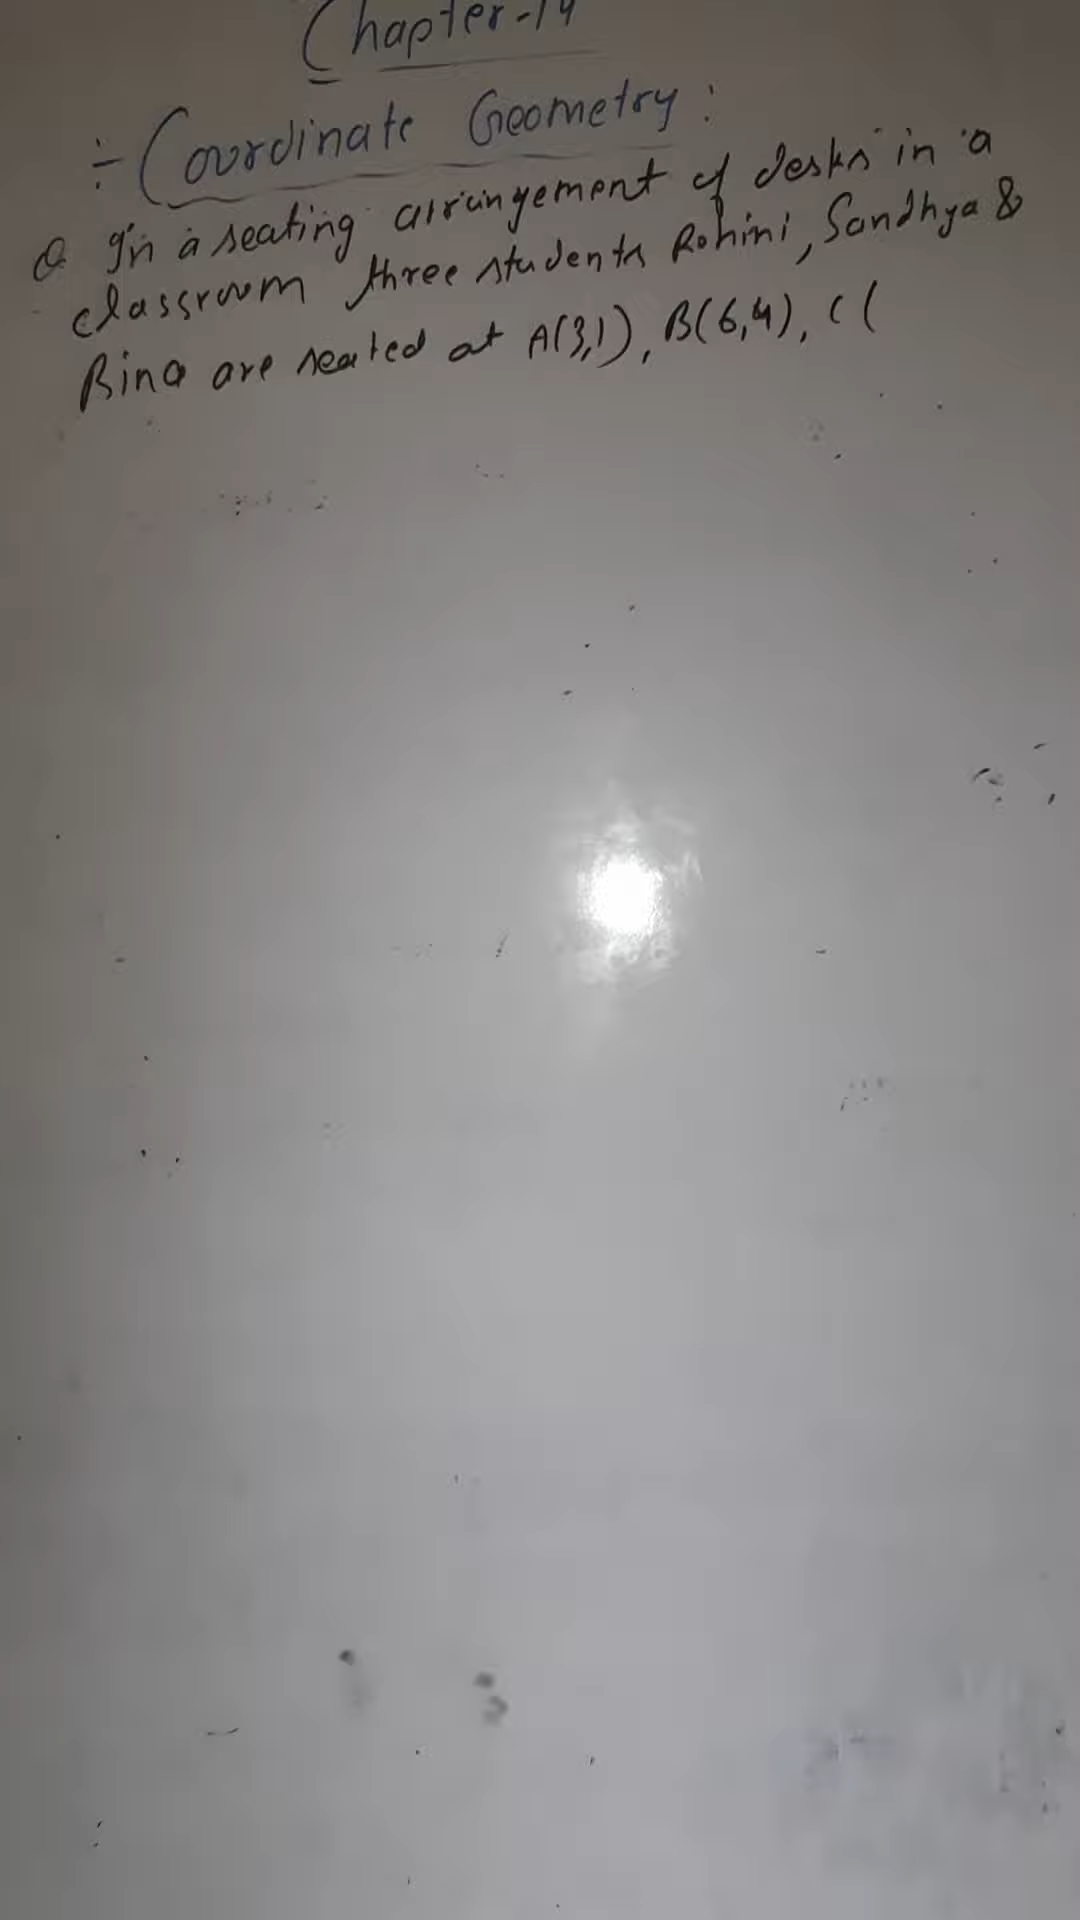 Chapter-14
÷ Coordinate Geometry:
Q. In a seating arrangement of desks in a
classroom three students Rohini, Sandhya &
Bina are seated at A(3,1), B(6,4), C(